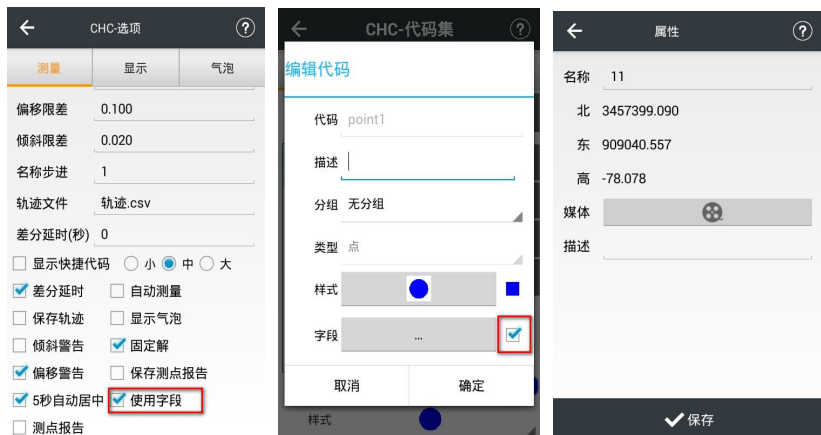 CHC-选项
?
测量
显示
气泡
偏移限差 0.100
倾斜限差 0.020
名称步进 1
轨迹文件 轨迹.csv
差分延时(秒) 0
显示快捷代码 小 中 大
差分延时 自动测量
保存轨迹 显示气泡
倾斜警告 固定解
偏移警告 保存测点报告
5秒自动居中 使用字段
测点报告
CHC-代码集
?
编辑代码
代码 point1
描述
分组 无分组
类型 点
样式
字段 ...
取消 确定
样式
属性
?
名称 11
北 3457399.090
东 909040.557
高 -78.078
媒体
描述
保存